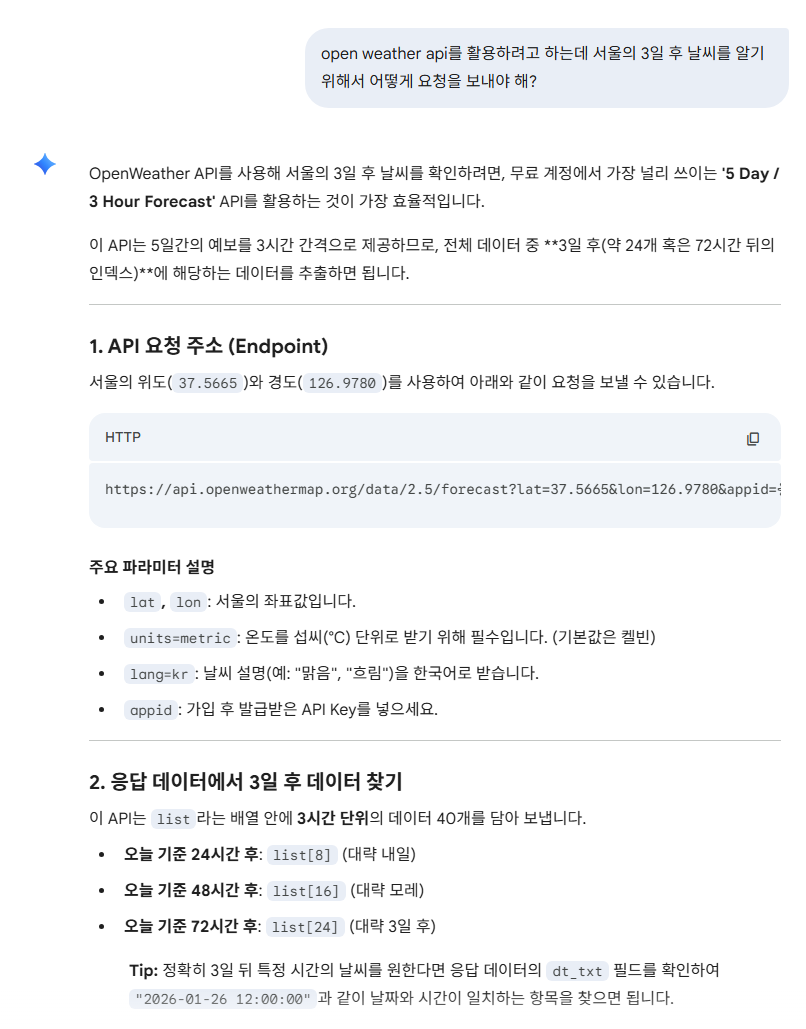 open weather api를 활용하려고 하는데 서울의 3일 후 날씨를 알기
위해서 어떻게 요청을 보내야 해?
OpenWeather API를 사용해 서울의 3일 후 날씨를 확인하려면, 무료 계정에서 가장 널리 쓰이는 '5 Day /
3 Hour Forecast' API를 활용하는 것이 가장 효율적입니다.
이 API는 5일간의 예보를 3시간 간격으로 제공하므로, 전체 데이터 중 **3일 후(약 24개 혹은 72시간 뒤의
인덱스)**에 해당하는 데이터를 추출하면 됩니다.
1. API 요청 주소 (Endpoint)
서울의 위도(37.5665)와 경도(126.9780)를 사용하여 아래와 같이 요청을 보낼 수 있습니다.
HTTP
https://api.openweathermap.org/data/2.5/forecast?lat=37.5665&lon=126.9780&appid=
주요 파라미터 설명
• lat, lon: 서울의 좌표값입니다.
• units=metric: 온도를 섭씨(°C) 단위로 받기 위해 필수입니다. (기본값은 켈빈)
• lang=kr: 날씨 설명(예: "맑음", "흐림")을 한국어로 받습니다.
• appid: 가입 후 발급받은 API Key를 넣으세요.
2. 응답 데이터에서 3일 후 데이터 찾기
이 API는 list라는 배열 안에 3시간 단위의 데이터 40개를 담아 보냅니다.
• 오늘 기준 24시간 후: list[8] (대략 내일)
• 오늘 기준 48시간 후: list[16] (대략 모레)
• 오늘 기준 72시간 후: list[24] (대략 3일 후)
Tip: 정확히 3일 뒤 특정 시간의 날씨를 원한다면 응답 데이터의 dt_txt 필드를 확인하여
"2026-01-26 12:00:00"과 같이 날짜와 시간이 일치하는 항목을 찾으면 됩니다.